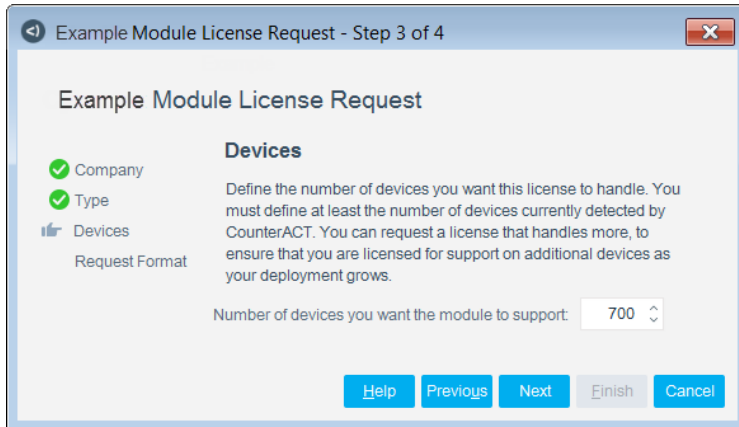 Example Module License Request - Step 3 of 4
Example Module License Request
Company
Type
Devices
Request Format
Devices
Define the number of devices you want this license to handle. You
must define at least the number of devices currently detected by
CounterACT. You can request a license that handles more, to
ensure that you are licensed for support on additional devices as
your deployment grows.
Number of devices you want the module to support: 700
Help Previous Next Finish Cancel